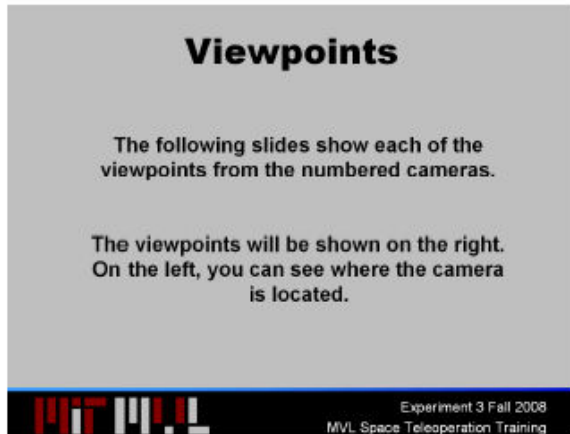 Viewpoints
The following slides show each of the
viewpoints from the numbered cameras.
The viewpoints will be shown on the right.
On the left, you can see where the camera
is located.
MIT MVL
Experiment 3 Fall 2008
MVL Space Teleoperation Training